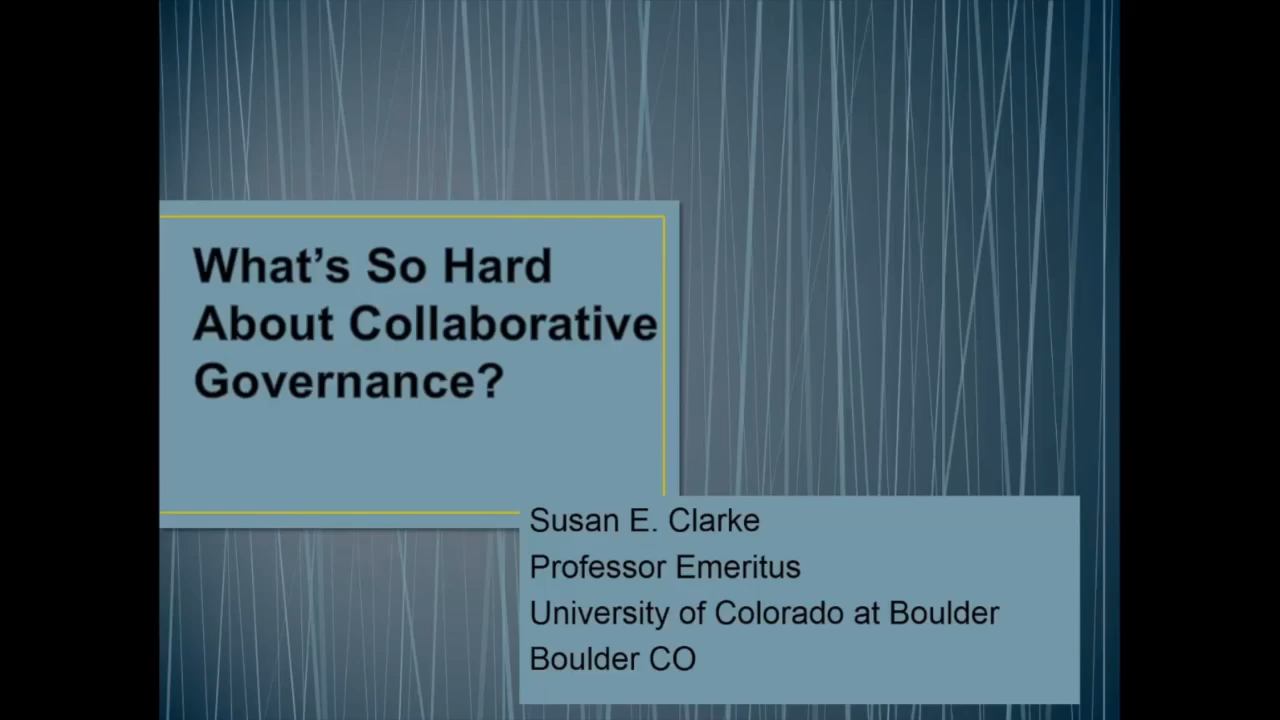 What's So Hard
About Collaborative
Governance?
Susan E. Clarke
Professor Emeritus
University of Colorado at Boulder
Boulder CO